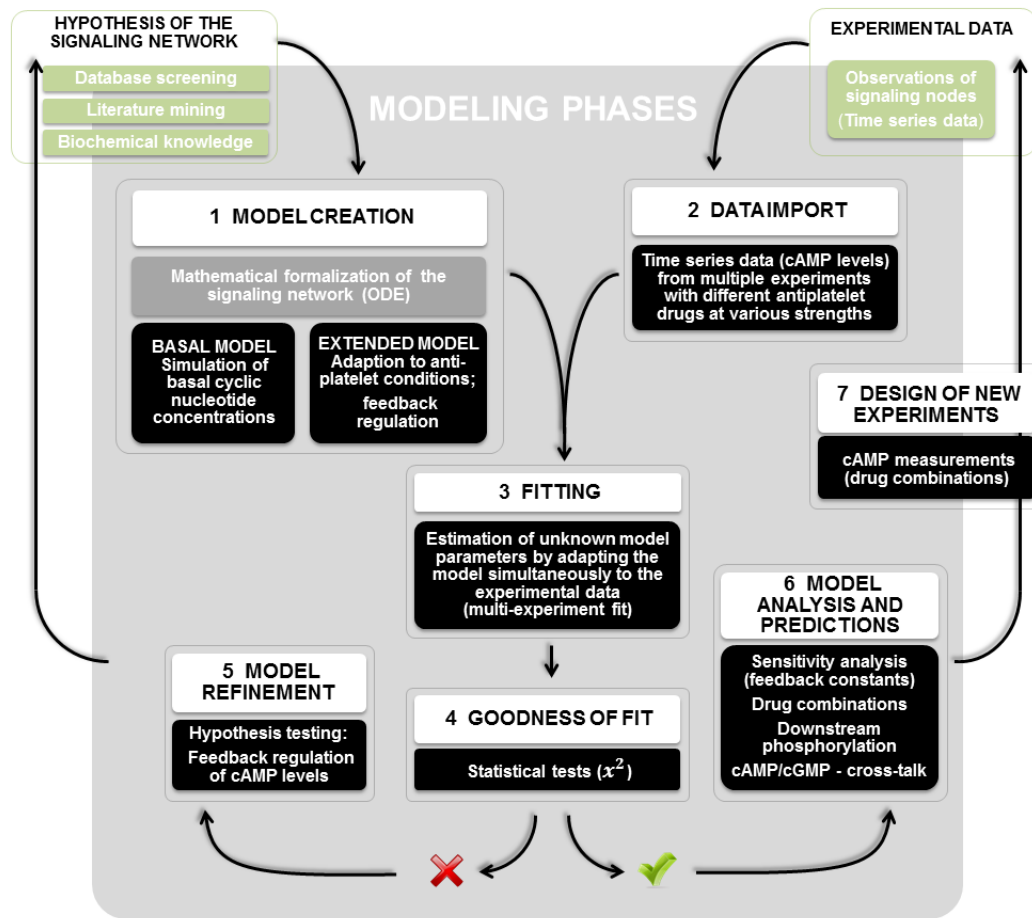 HYPOTHESIS OF THE
SIGNALING NETWORK
Database screening
Literature mining
Biochemical knowledge
EXPERIMENTAL DATA
Observations of
signaling nodes
(Time series data)
MODELING PHASES
1 MODEL CREATION
Mathematical formalization of the
signaling network (ODE)
BASAL MODEL
Simulation of
basal cyclic
nucleotide
concentrations
EXTENDED MODEL
Adaption to anti-
platelet conditions;
feedback
regulation
2 DATA IMPORT
Time series data (cAMP levels)
from multiple experiments
with different antiplatelet
drugs at various strengths
7 DESIGN OF NEW
EXPERIMENTS
cAMP measurements
(drug combinations)
3 FITTING
Estimation of unknown model
parameters by adapting the
model simultaneously to the
experimental data
(multi-experiment fit)
6 MODEL
ANALYSIS AND
PREDICTIONS
Sensitivity analysis
(feedback constants)
Drug combinations
Downstream
phosphorylation
cAMP/cGMP - cross-talk
5 MODEL
REFINEMENT
Hypothesis testing:
Feedback regulation
of cAMP levels
4 GOODNESS OF FIT
Statistical tests (x²)